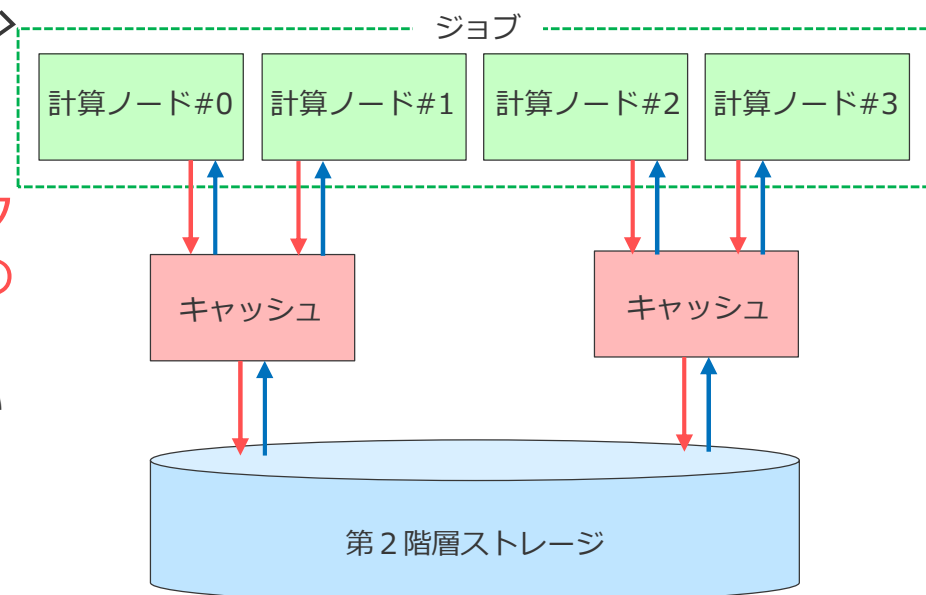 ジョブ
計算ノード#0
計算ノード#1
計算ノード#2
計算ノード#3
の
キャッシュ
キャッシュ
第２階層ストレージ